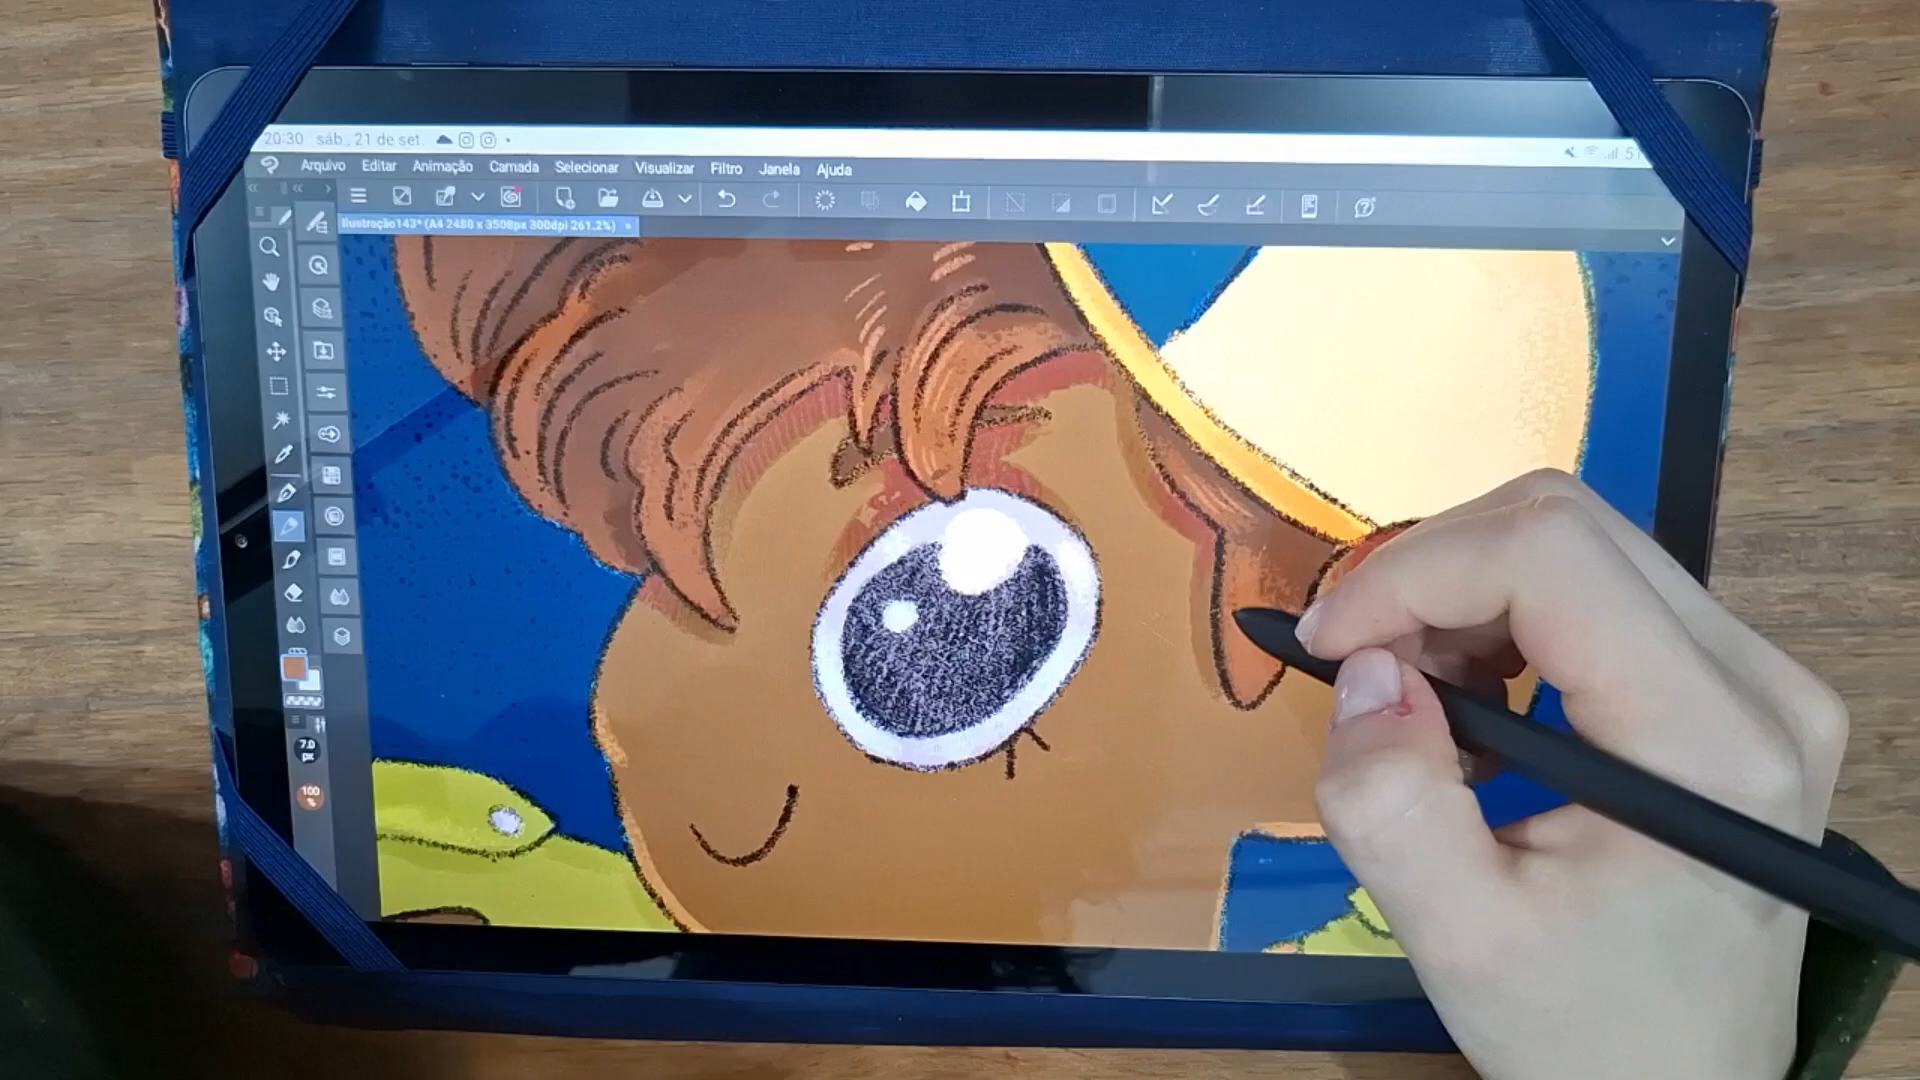 20:30 sáb., 21 de set.
Arquivo Editar Animação Camada Selecionar Visualizar Filtro Janela Ajuda
Ilustração143* (A4 2480 x 3508px 300dpi 261.2%)
7.0
px
100
%